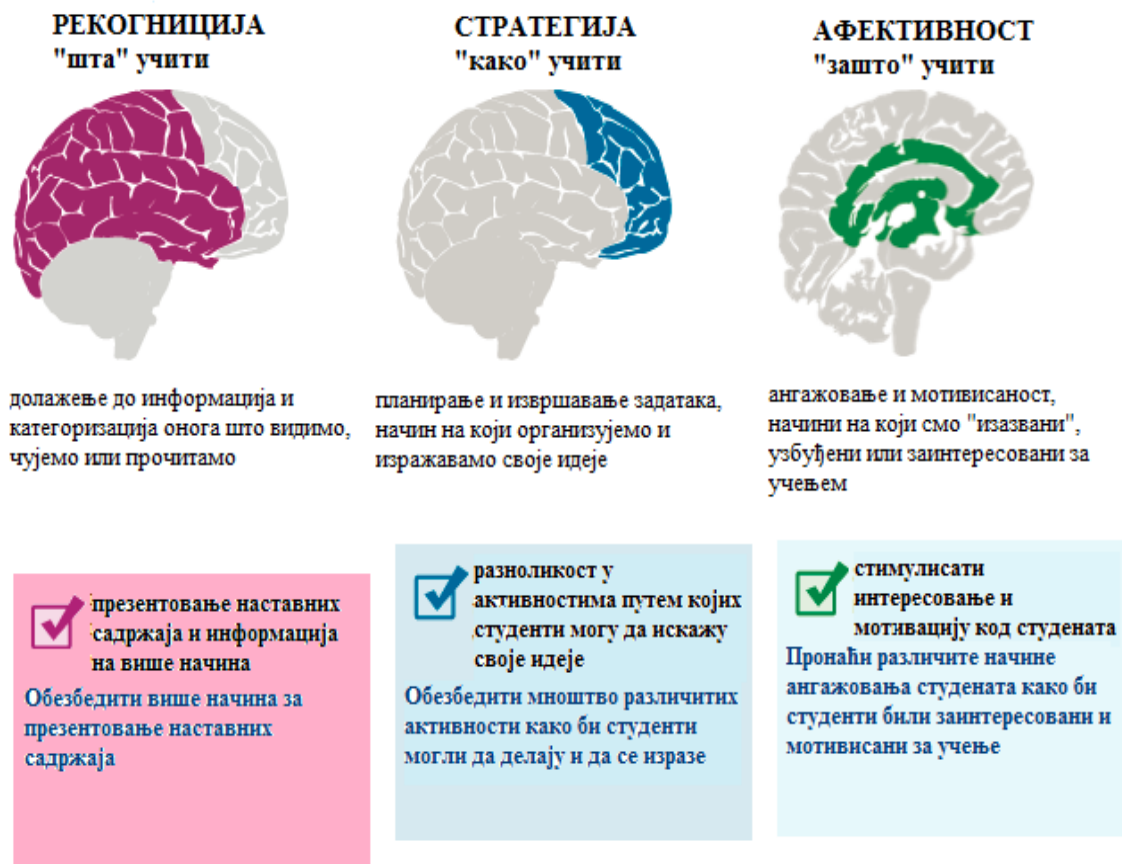 РЕКОГНИЦИЈА
"шта" учити
СТРАТЕГИЈА
"како" учити
АФЕКТИВНОСТ
"зашто" учити
долажење до информација и
категоризација онога што видимо,
чујемо или прочитамо
планирање и извршавање задатака,
начин на који организујемо и
изражавамо своје идеје
ангажовање и мотивисаност,
начини на који смо "изазвани",
узбуђени или заинтересовани за
учењем
презентовање наставних
садржаја и информација
на више начина
Обезбедити више начина за
презентовање наставних
садржаја
разноликост у
активностима путем којих
студенти могу да искажу
своје идеје
Обезбедити мноштво различитих
активности како би студенти
могли да делају и да се изразе
стимулисати
интересовање и
мотивацију код студената
Пронаћи различите начине
ангажовања студената како би
студенти били заинтересовани и
мотивисани за учење